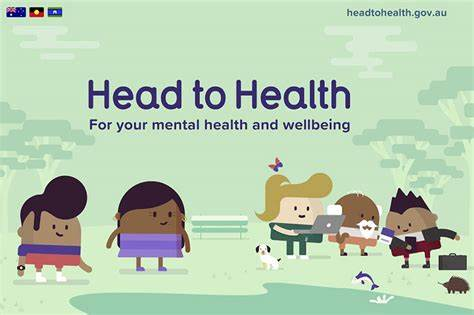 headtohealth.gov.au
Head to Health
For your mental health and wellbeing